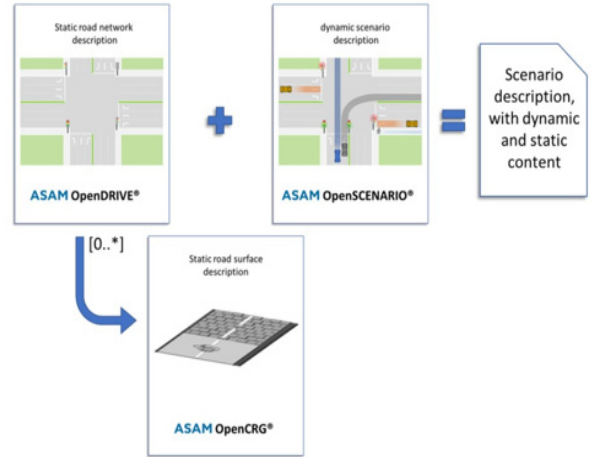 Static road network
description
ASAM OpenDRIVE®
dynamic scenario
description
ASAM OpenSCENARIO®
Scenario
description,
with dynamic
and static
content
[0..*]
Static road surface
description
ASAM OpenCRG®